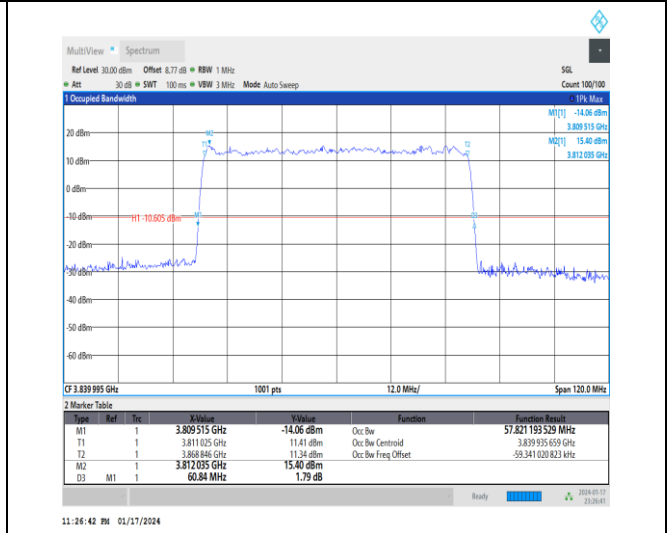 MultiView Spectrum
Ref Level 30.00 dBm Offset 8.77 dB RBW 1 MHz SGL
Att 30 dB SWT 100 ms VBW 3 MHz Mode Auto Sweep Count 100/100
1 Occupied Bandwidth 1Pk Max
M1[1] -14.06 dBm
3.809 515 GHz
M2[1] 15.40 dBm
3.812 035 GHz
20 dBm
M2
T1 T2
10 dBm
0 dBm
-10 dBm H1 -10.605 dBm M1 D3
-20 dBm
-30 dBm
-40 dBm
-50 dBm
-60 dBm
CF 3.839 995 GHz 1001 pts 12.0 MHz/ Span 120.0 MHz
2 Marker Table
Type Ref Trc X-Value Y-Value Function Function Result
M1 1 3.809 515 GHz -14.06 dBm Occ Bw 57.821 193 529 MHz
T1 1 3.811 025 GHz 11.41 dBm Occ Bw Centroid 3.839 935 659 GHz
T2 1 3.868 846 GHz 11.34 dBm Occ Bw Freq Offset -59.341 020 823 kHz
M2 1 3.812 035 GHz 15.40 dBm
D3 M1 1 60.84 MHz 1.79 dB
Ready 2024-01-17
23:26:41
11:26:42 PM 01/17/2024